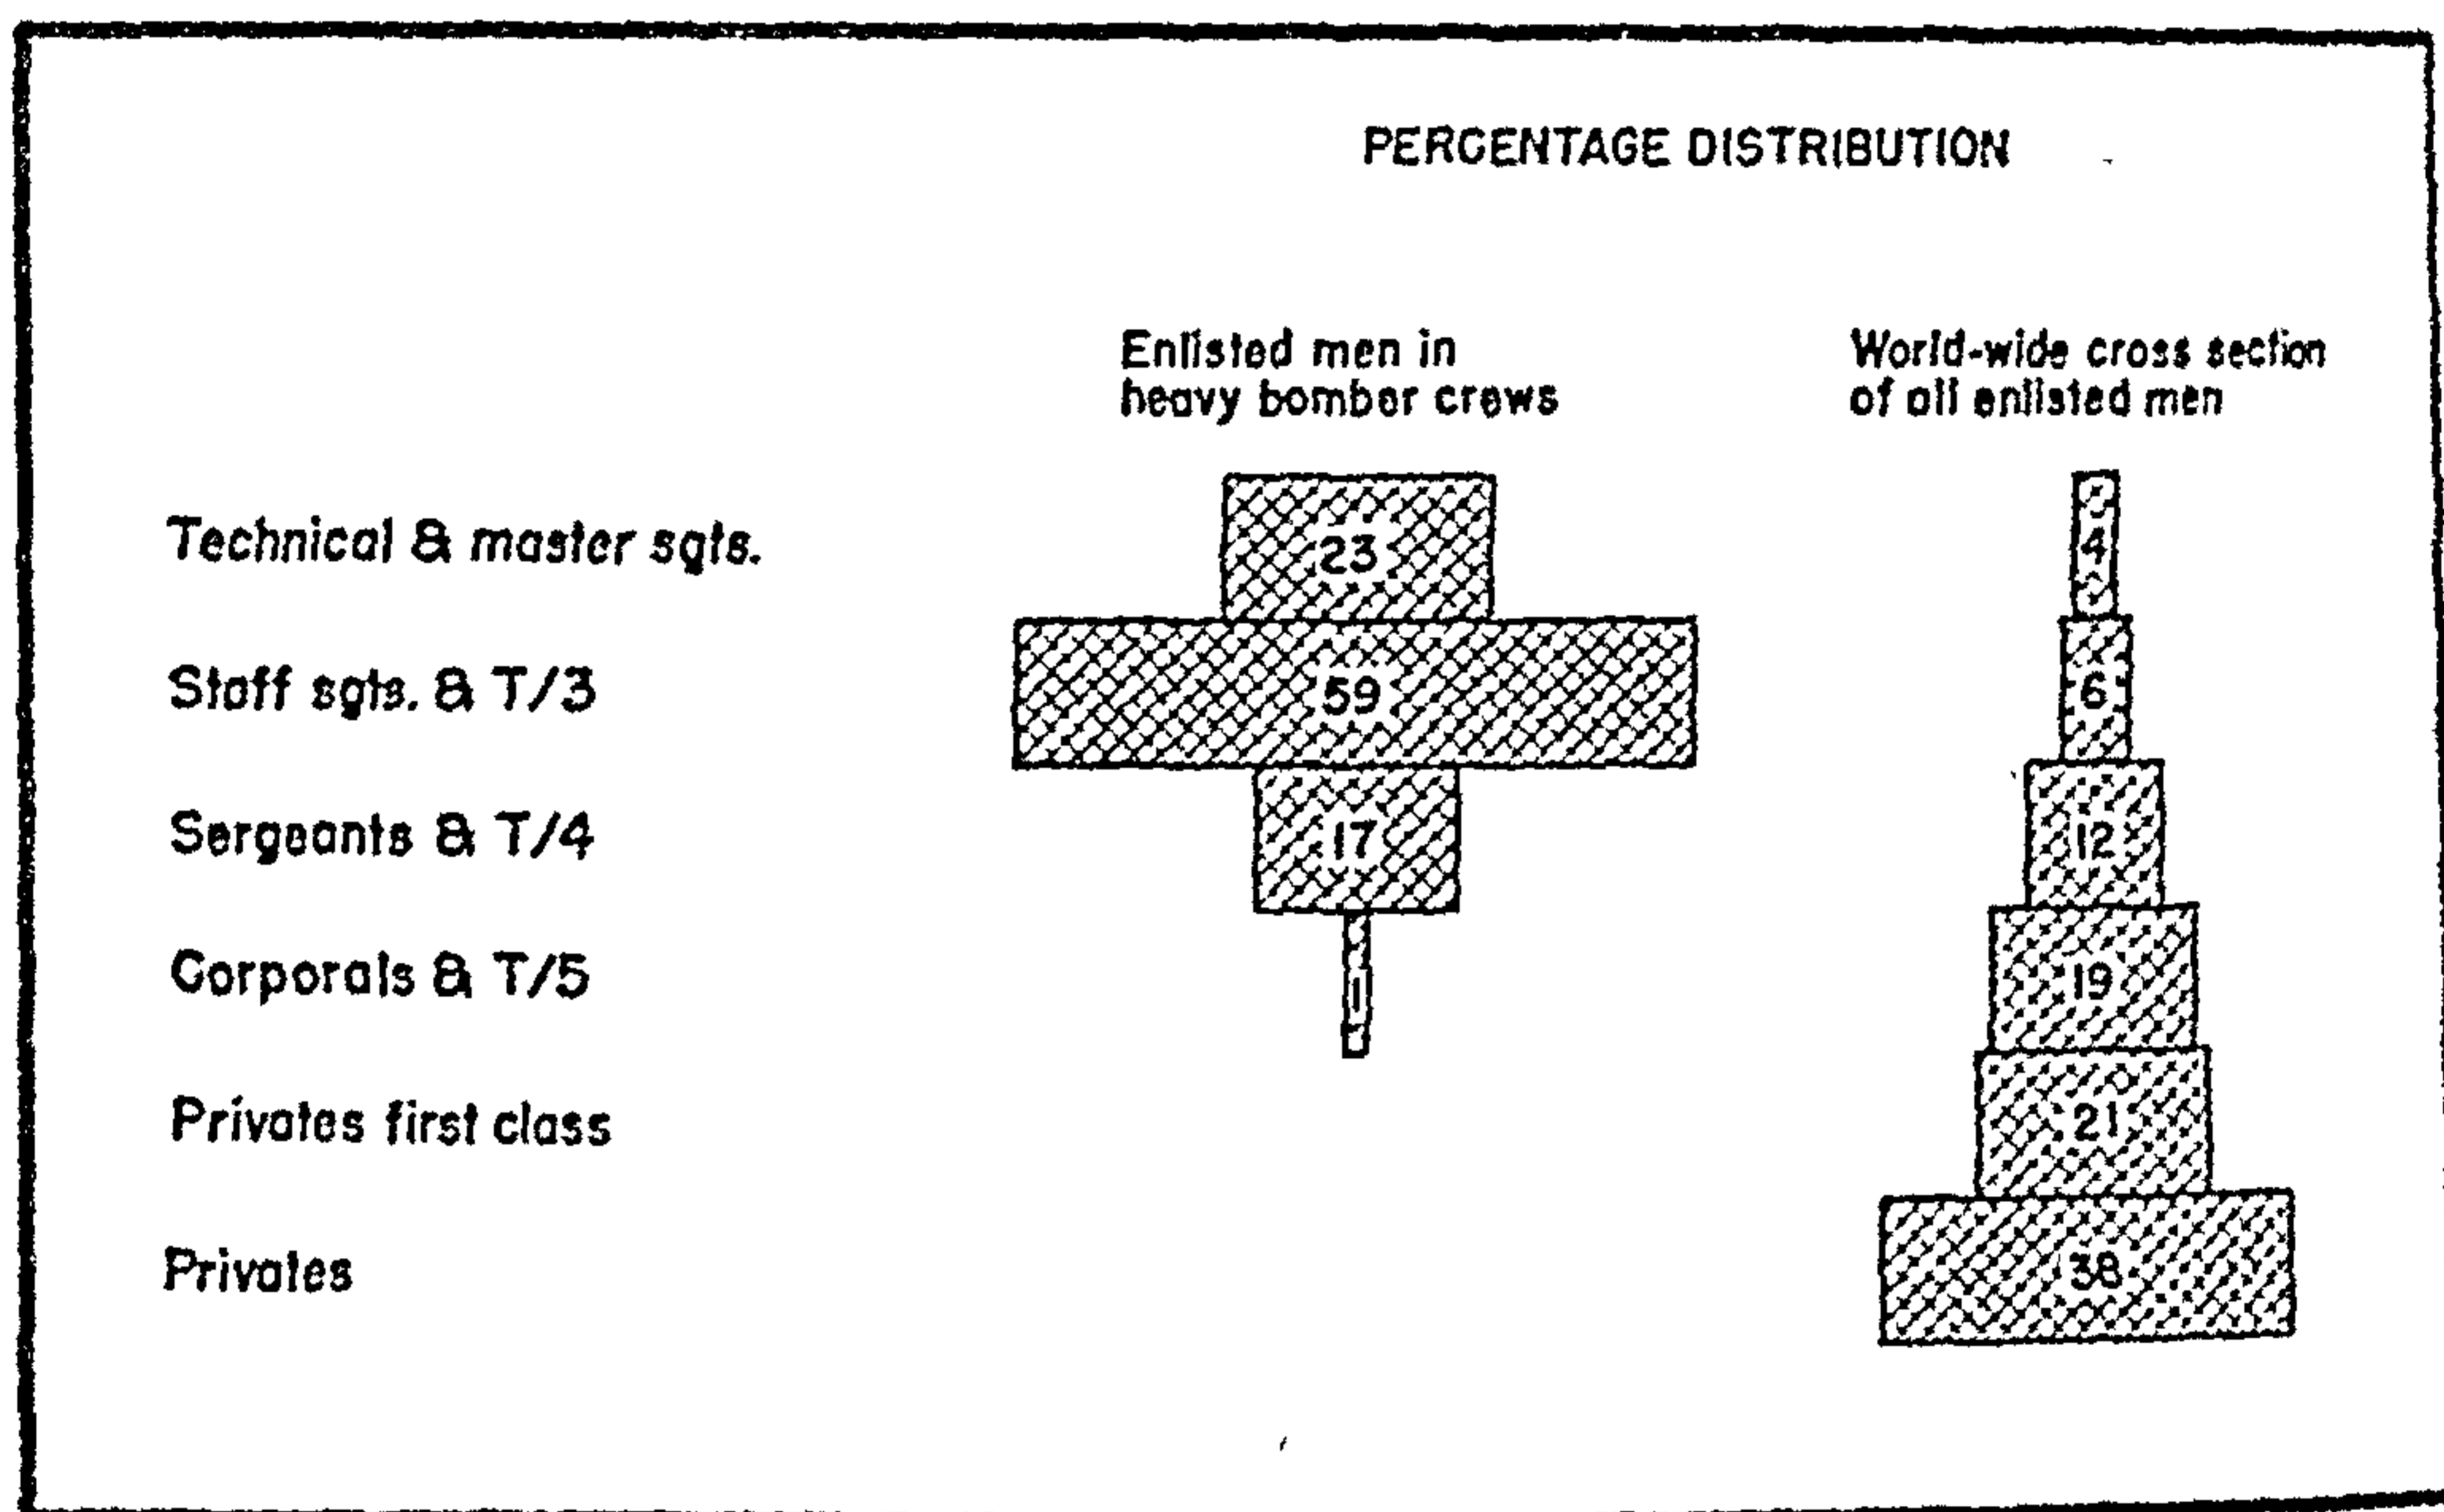 PERCENTAGE DISTRIBUTION
Enlisted men in
heavy bomber crews
World-wide cross section
of all enlisted men
Technical & master sgts.
23
4
Staff sgts. & T/3
59
6
Sergeants & T/4
17
12
Corporals & T/5
1
19
Privates first class
21
Privates
38